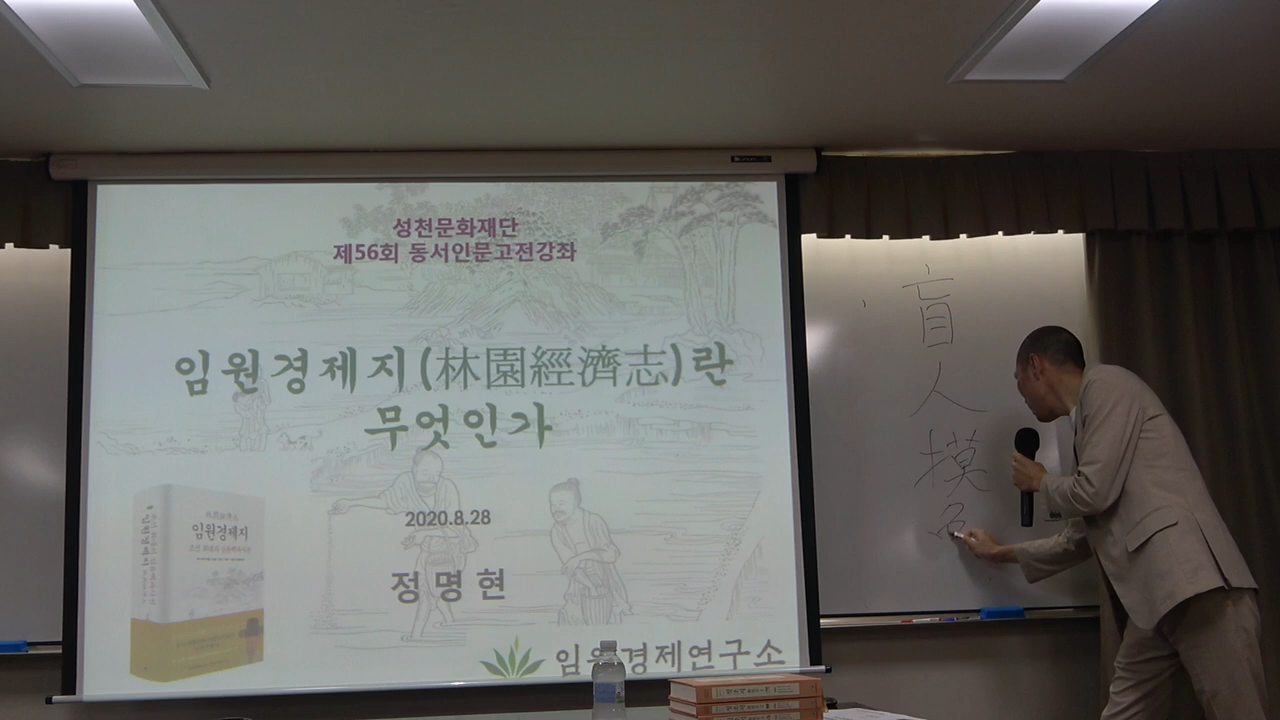 성천문화재단
제56회 동서인문고전강좌
임원경제지(林園經濟志)란
무엇인가
2020.8.28
정명현
임원경제연구소
임원경제지
盲
人
摸